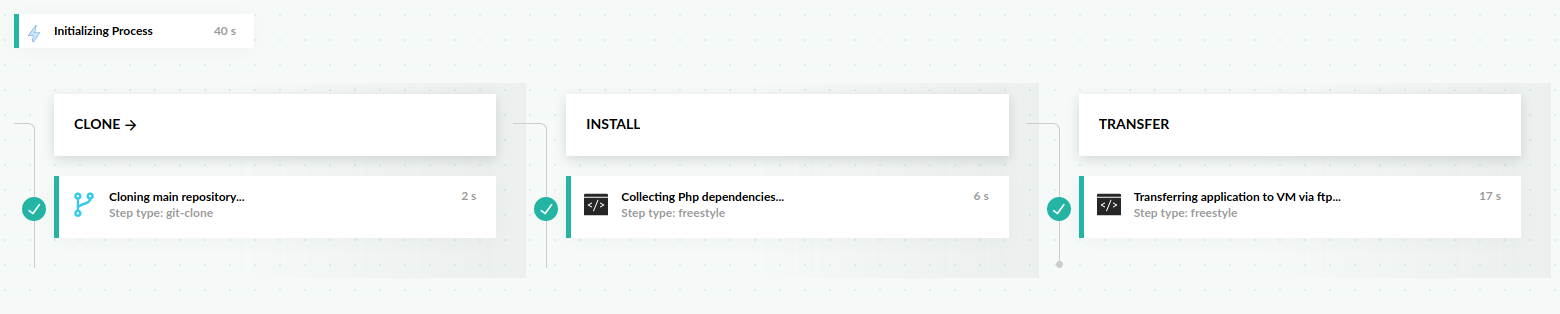 Initializing Process 40 s
CLONE →
Cloning main repository... 2 s
Step type: git-clone
INSTALL
Collecting Php dependencies... 6 s
Step type: freestyle
TRANSFER
Transferring application to VM via ftp... 17 s
Step type: freestyle